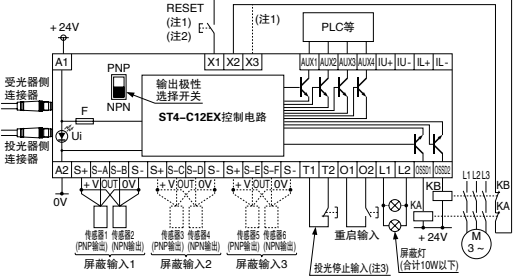 RESET
(注1)
(注2)
(注1)
PLC等
+24V
A1
X1 X2 X3
AUX1 AUX2 AUX3 AUX4 IU+ IU- IL+ IL-
PNP
NPN
输出极性
选择开关
ST4-C12EX控制电路
受光器侧
连接器
F
投光器侧
连接器
Ui
A2 S+ S-A S-B S- S+ S-C S-D S- S+ S-E S-F S- T1 T2 O1 O2 L1 L2 OSSD1 OSSD2
0V
+V OUT 0V
+V OUT 0V
+V OUT 0V
传感器1
(PNP输出)
传感器2
(NPN输出)
传感器3
(PNP输出)
传感器4
(NPN输出)
传感器5
(PNP输出)
传感器6
(NPN输出)
屏蔽输入1
屏蔽输入2
屏蔽输入3
重启输入
投光停止输入(注3)
屏蔽灯
(合计10W以下)
KA
KB
+24V
L1 L2 L3
KB
KA
M
3~